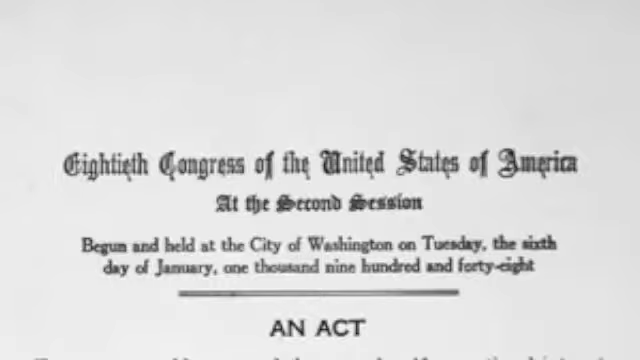 Eightieth Congress of the United States of America
At the Second Session
Begun and held at the City of Washington on Tuesday, the sixth
day of January, one thousand nine hundred and forty-eight
AN ACT